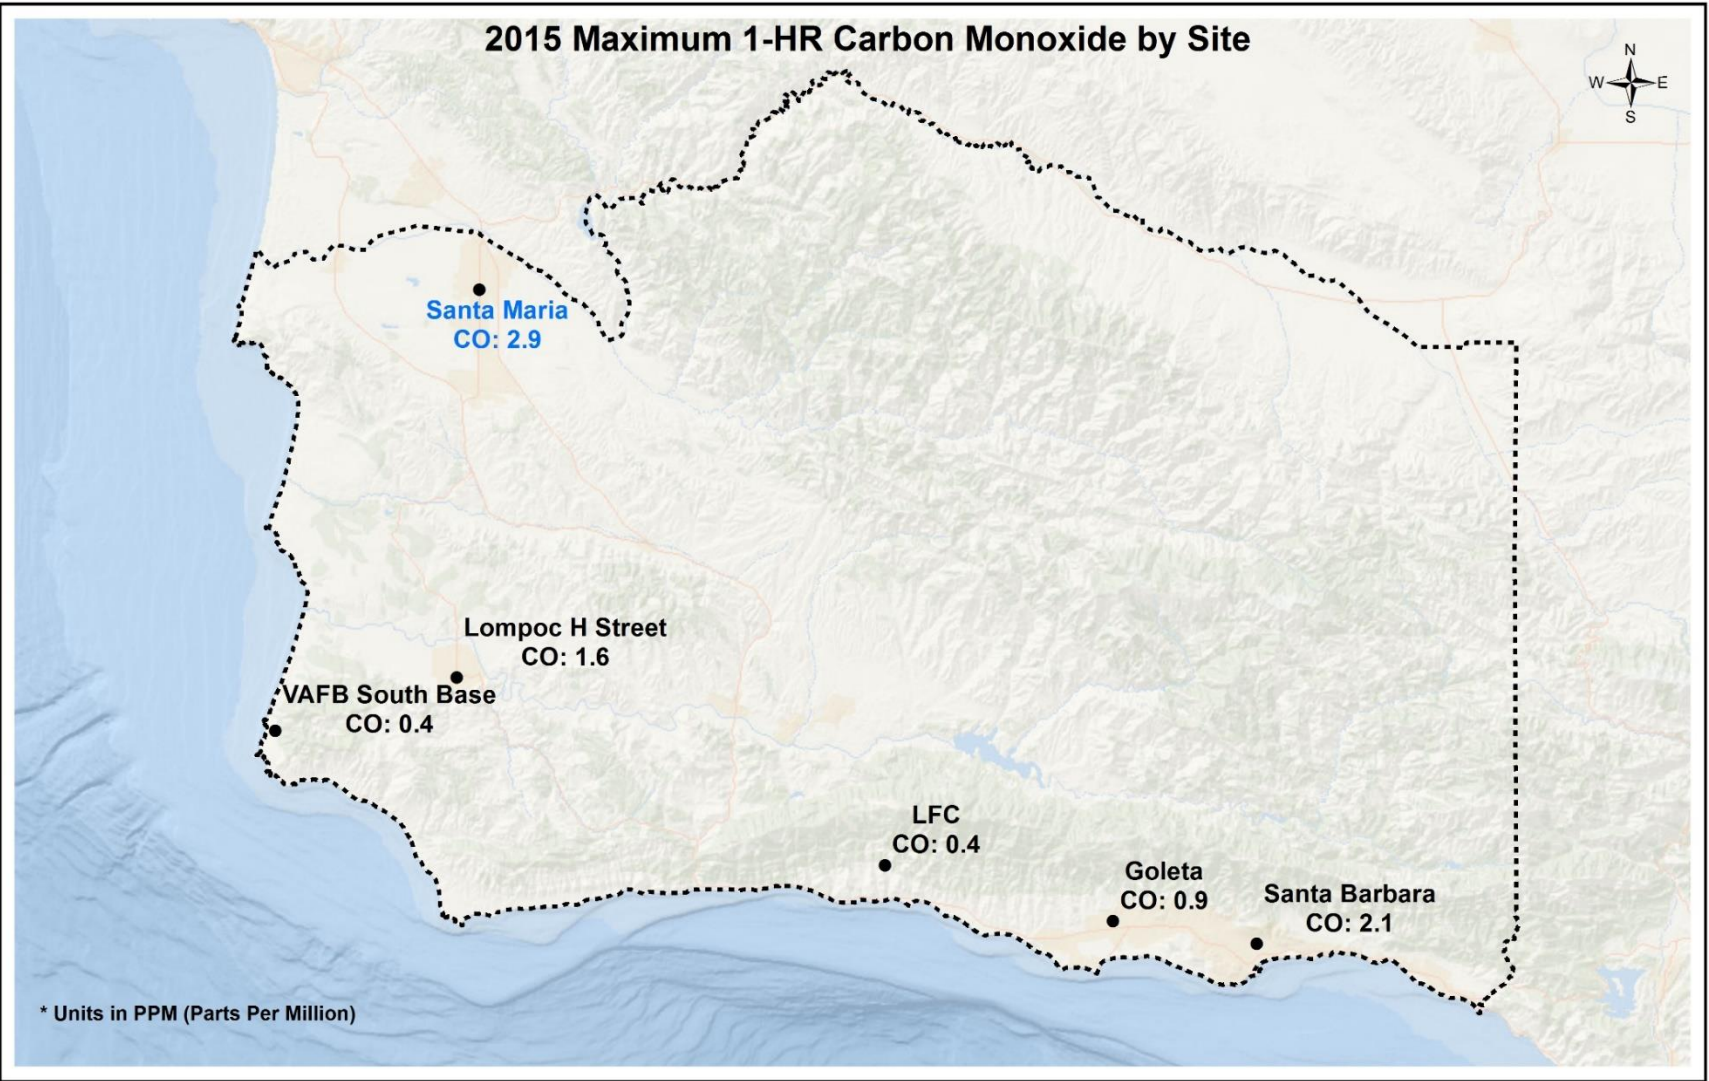 2015 Maximum 1-HR Carbon Monoxide by Site
N
W E
S
Santa Maria
CO: 2.9
Lompoc H Street
CO: 1.6
VAFB South Base
CO: 0.4
LFC
CO: 0.4
Goleta
CO: 0.9
Santa Barbara
CO: 2.1
* Units in PPM (Parts Per Million)